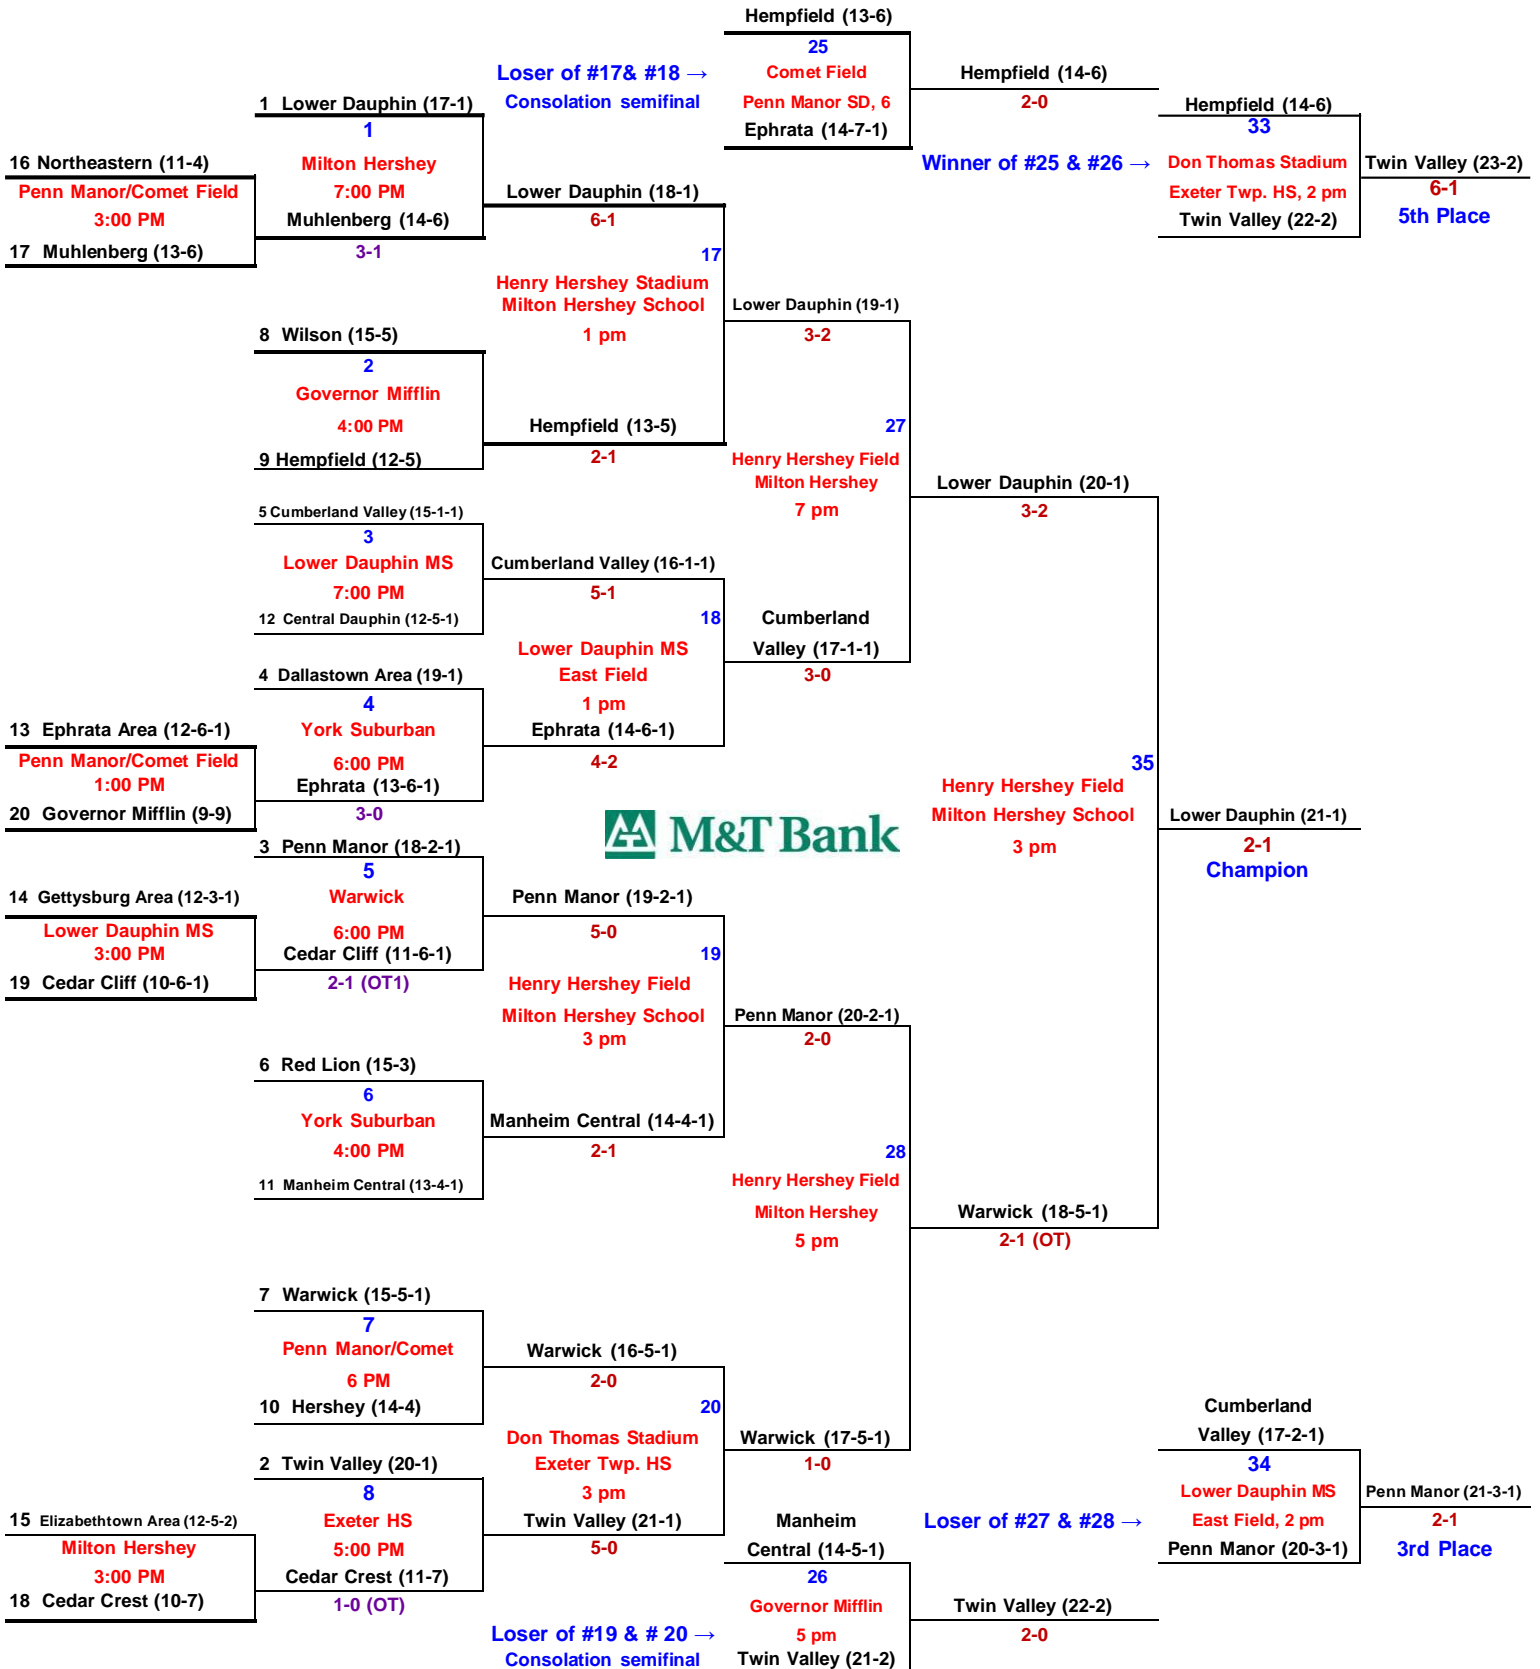 Hempfield (13-6)
25
Loser of #17& #18 →
Comet Field
Hempfield (14-6)
Consolation semifinal
Penn Manor SD, 6
2-0
1 Lower Dauphin (17-1)
Hempfield (14-6)
1
Ephrata (14-7-1)
33
16 Northeastern (11-4)
Milton Hershey
Winner of #25 & #26 →
Don Thomas Stadium
Twin Valley (23-2)
Penn Manor/Comet Field
7:00 PM
Lower Dauphin (18-1)
Exeter Twp. HS, 2 pm
6-1
3:00 PM
Muhlenberg (14-6)
6-1
Twin Valley (22-2)
5th Place
17 Muhlenberg (13-6)
3-1
17
Henry Hershey Stadium
Milton Hershey School
Lower Dauphin (19-1)
8 Wilson (15-5)
1 pm
3-2
2
Governor Mifflin
4:00 PM
Hempfield (13-5)
27
9 Hempfield (12-5)
2-1
Henry Hershey Field
Milton Hershey
Lower Dauphin (20-1)
5 Cumberland Valley (15-1-1)
7 pm
3-2
3
Lower Dauphin MS
Cumberland Valley (16-1-1)
7:00 PM
5-1
12 Central Dauphin (12-5-1)
18
Cumberland
Lower Dauphin MS
Valley (17-1-1)
4 Dallastown Area (19-1)
East Field
3-0
4
1 pm
13 Ephrata Area (12-6-1)
York Suburban
Ephrata (14-6-1)
Penn Manor/Comet Field
6:00 PM
4-2
35
1:00 PM
Ephrata (13-6-1)
Henry Hershey Field
20 Governor Mifflin (9-9)
3-0
Milton Hershey School
Lower Dauphin (21-1)
M&T Bank
3 Penn Manor (18-2-1)
3 pm
2-1
5
Champion
14 Gettysburg Area (12-3-1)
Warwick
Penn Manor (19-2-1)
Lower Dauphin MS
6:00 PM
5-0
3:00 PM
Cedar Cliff (11-6-1)
19
19 Cedar Cliff (10-6-1)
2-1 (OT1)
Henry Hershey Field
Milton Hershey School
Penn Manor (20-2-1)
3 pm
2-0
6 Red Lion (15-3)
6
York Suburban
Manheim Central (14-4-1)
4:00 PM
2-1
28
11 Manheim Central (13-4-1)
Henry Hershey Field
Milton Hershey
Warwick (18-5-1)
5 pm
2-1 (OT)
7 Warwick (15-5-1)
7
Penn Manor/Comet
Warwick (16-5-1)
6 PM
2-0
10 Hershey (14-4)
20
Cumberland
Don Thomas Stadium
Warwick (17-5-1)
Valley (17-2-1)
2 Twin Valley (20-1)
Exeter Twp. HS
1-0
34
8
3 pm
Lower Dauphin MS
Penn Manor (21-3-1)
15 Elizabethtown Area (12-5-2)
Exeter HS
Twin Valley (21-1)
Manheim
Loser of #27 & #28 →
East Field, 2 pm
2-1
Milton Hershey
5:00 PM
5-0
Central (14-5-1)
Penn Manor (20-3-1)
3rd Place
3:00 PM
Cedar Crest (11-7)
26
18 Cedar Crest (10-7)
1-0 (OT)
Governor Mifflin
Twin Valley (22-2)
Loser of #19 & # 20 →
5 pm
2-0
Consolation semifinal
Twin Valley (21-2)